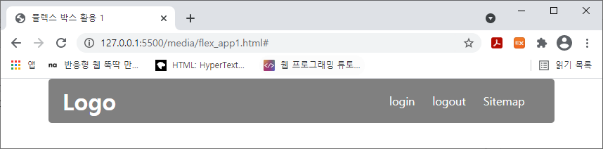 플렉스 박스 활용 1
127.0.0.1:5500/media/flex_app1.html#
앱 na 반응형 웹 뚝딱 만... HTML: HyperText... 웹 프로그래밍 튜토... 읽기 목록
Logo login logout Sitemap